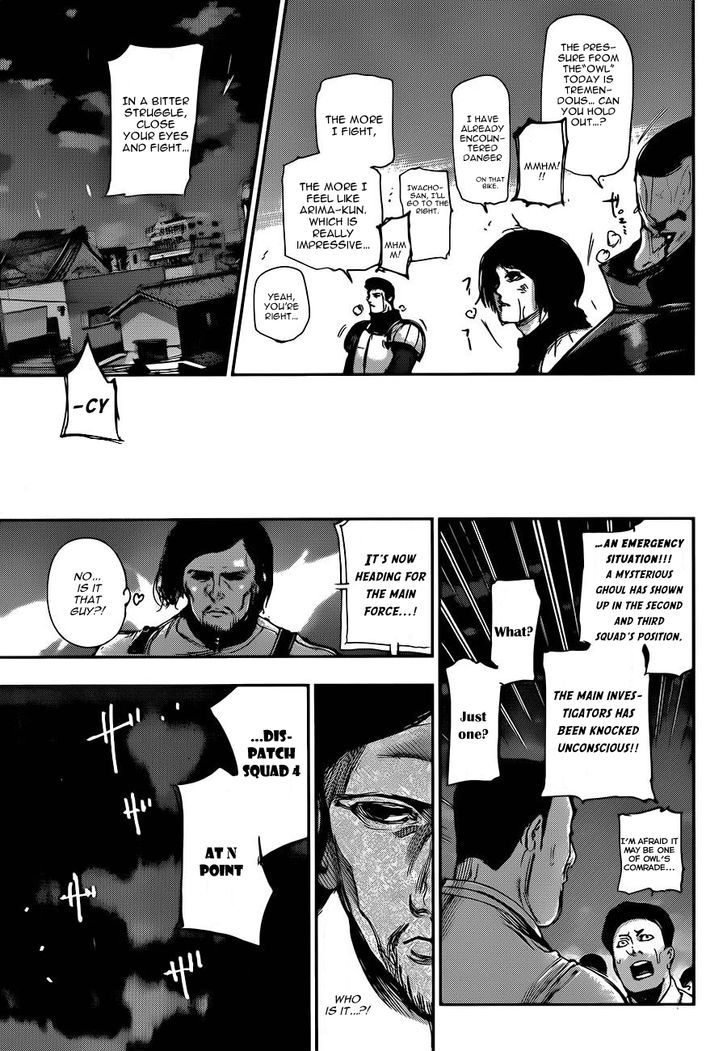 THE PRES-
SURE FROM
THE"OWL"
TODAY IS
TREMEN-
DOUS... CAN
YOU HOLD
OUT...?
MMHM!
!!
I HAVE
ALREADY
ENCOUN-
TERED
DANGER
ON THAT
BIKE.
IWACHO-
SAN, I'LL
GO TO THE
RIGHT.
MHM
M!
THE MORE
I FIGHT,
THE MORE I
FEEL LIKE
ARIMA-KUN.
WHICH IS
REALLY
IMPRESSIVE...
YEAH,
YOU'RE
RIGHT...
IN A BITTER
STRUGGLE,
CLOSE
YOUR EYES
AND FIGHT...
-CY
...AN EMERGENCY
SITUATION!!!
A MYSTERIOUS
GHOUL HAS SHOWN
UP IN THE SECOND
AND THIRD
SQUAD'S POSITION.
What?
THE MAIN INVES-
TIGATORS HAS
BEEN KNOCKED
UNCONSCIOUS!!
Just
one?
I'M AFRAID IT
MAY BE ONE
OF OWL'S
COMRADE...
IT'S NOW
HEADING FOR
THE MAIN
FORCE...!
NO...
IS IT
THAT
GUY?!
WHO
IS IT...?!
...DIS-
PATCH
SQUAD 4
AT N
POINT